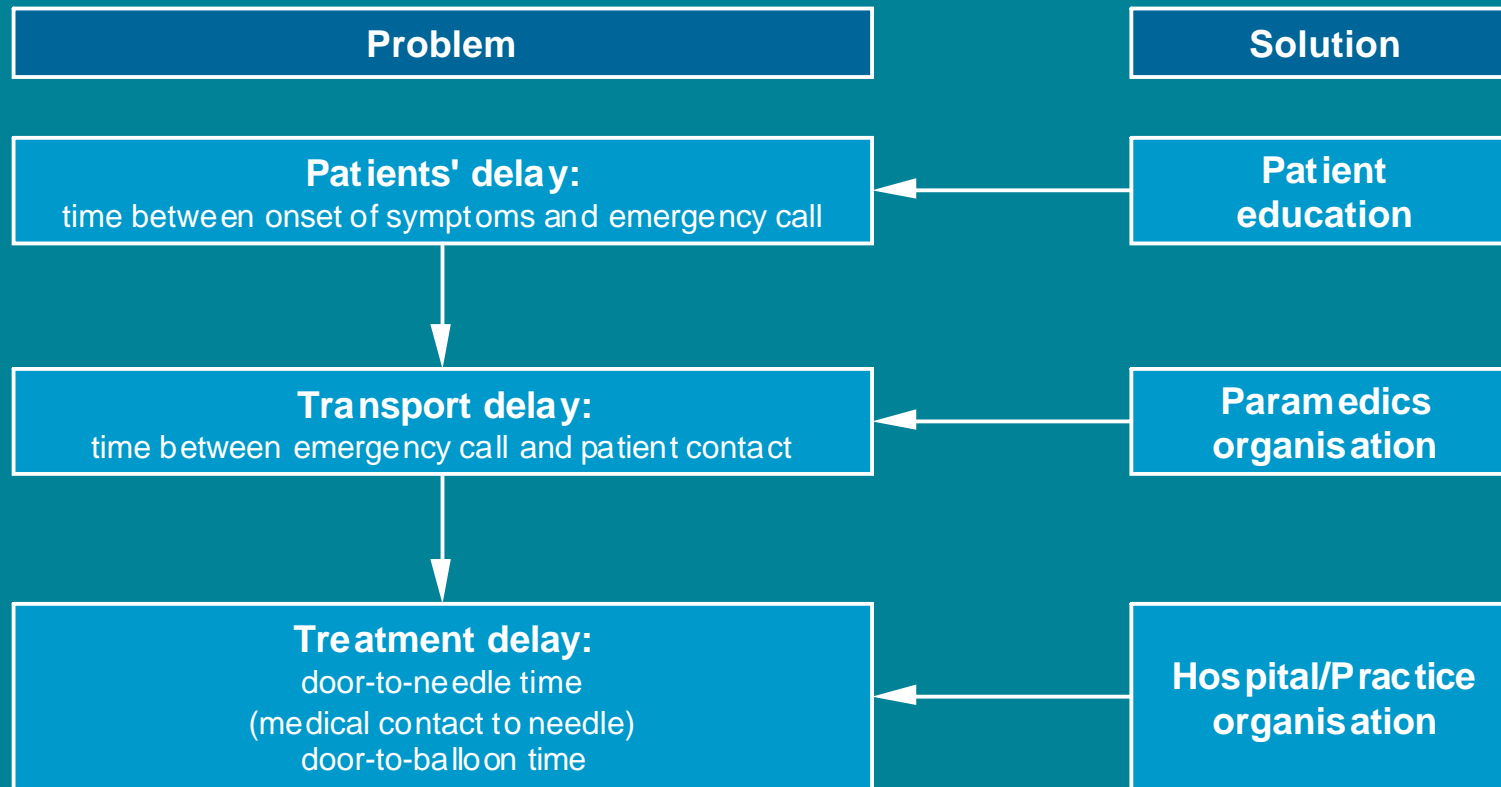 Problem
Solution
Patients' delay:
time between onset of symptoms and emergency call
Patient
education
Transport delay:
time between emergency call and patient contact
Paramedics
organisation
Treatment delay:
door-to-needle time
(medical contact to needle)
door-to-balloon time
Hospital/Practice
organisation